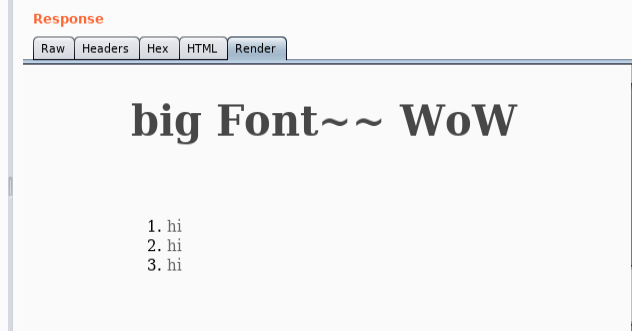 Response
Raw Headers Hex HTML Render
big Font~~ WoW
1. hi
2. hi
3. hi